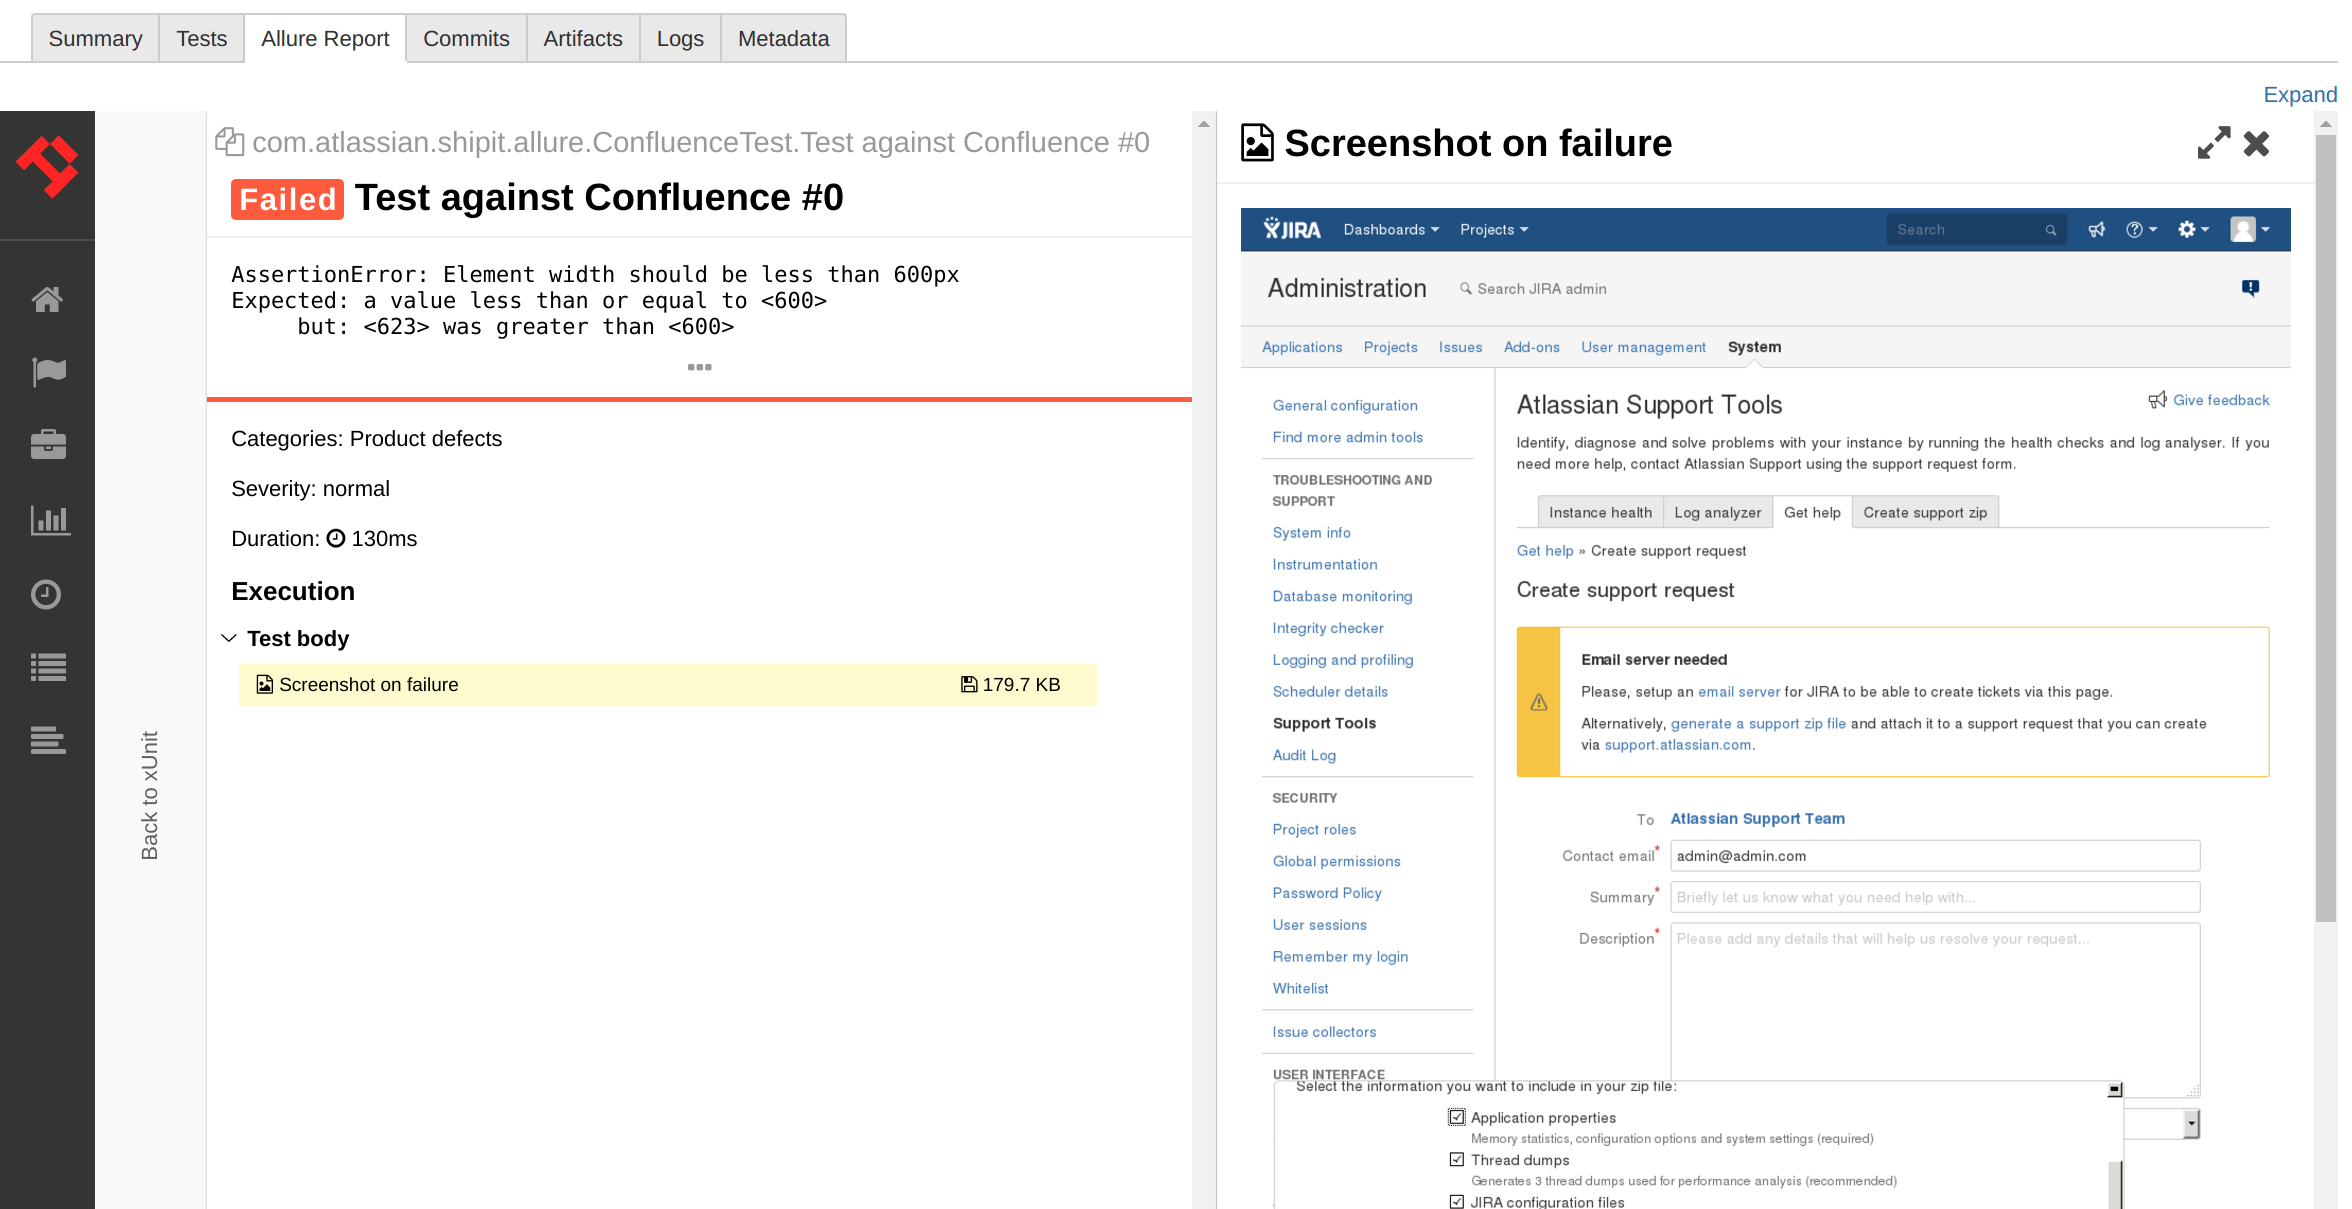 Summary Tests Allure Report Commits Artifacts Logs Metadata
Expand
Back to xUnit
com.atlassian.shipit.allure.ConfluenceTest.Test against Confluence #0
Failed Test against Confluence #0
AssertionError: Element width should be less than 600px
Expected: a value less than or equal to <600>
but: <623> was greater than <600>
Categories: Product defects
Severity: normal
Duration: 130ms
Execution
Test body
Screenshot on failure 179.7 KB
Screenshot on failure
JIRA Dashboards Projects Search
Administration Search JIRA admin
Applications Projects Issues Add-ons User management System
General configuration
Find more admin tools
TROUBLESHOOTING AND
SUPPORT
System info
Instrumentation
Database monitoring
Integrity checker
Logging and profiling
Scheduler details
Support Tools
Audit Log
SECURITY
Project roles
Global permissions
Password Policy
User sessions
Remember my login
Whitelist
Issue collectors
USER INTERFACE
Atlassian Support Tools
Give feedback
Identify, diagnose and solve problems with your instance by running the health checks and log analyser. If you
need more help, contact Atlassian Support using the support request form.
Instance health Log analyzer Get help Create support zip
Get help » Create support request
Create support request
Email server needed
Please, setup an email server for JIRA to be able to create tickets via this page.
Alternatively, generate a support zip file and attach it to a support request that you can create
via support.atlassian.com.
To Atlassian Support Team
Contact email* admin@admin.com
Summary* Briefly let us know what you need help with...
Description* Please add any details that will help us resolve your request...
Select the information you want to include in your zip file:
Application properties
Memory statistics, configuration options and system settings (required)
Thread dumps
Generates 3 thread dumps used for performance analysis (recommended)
JIRA configuration files